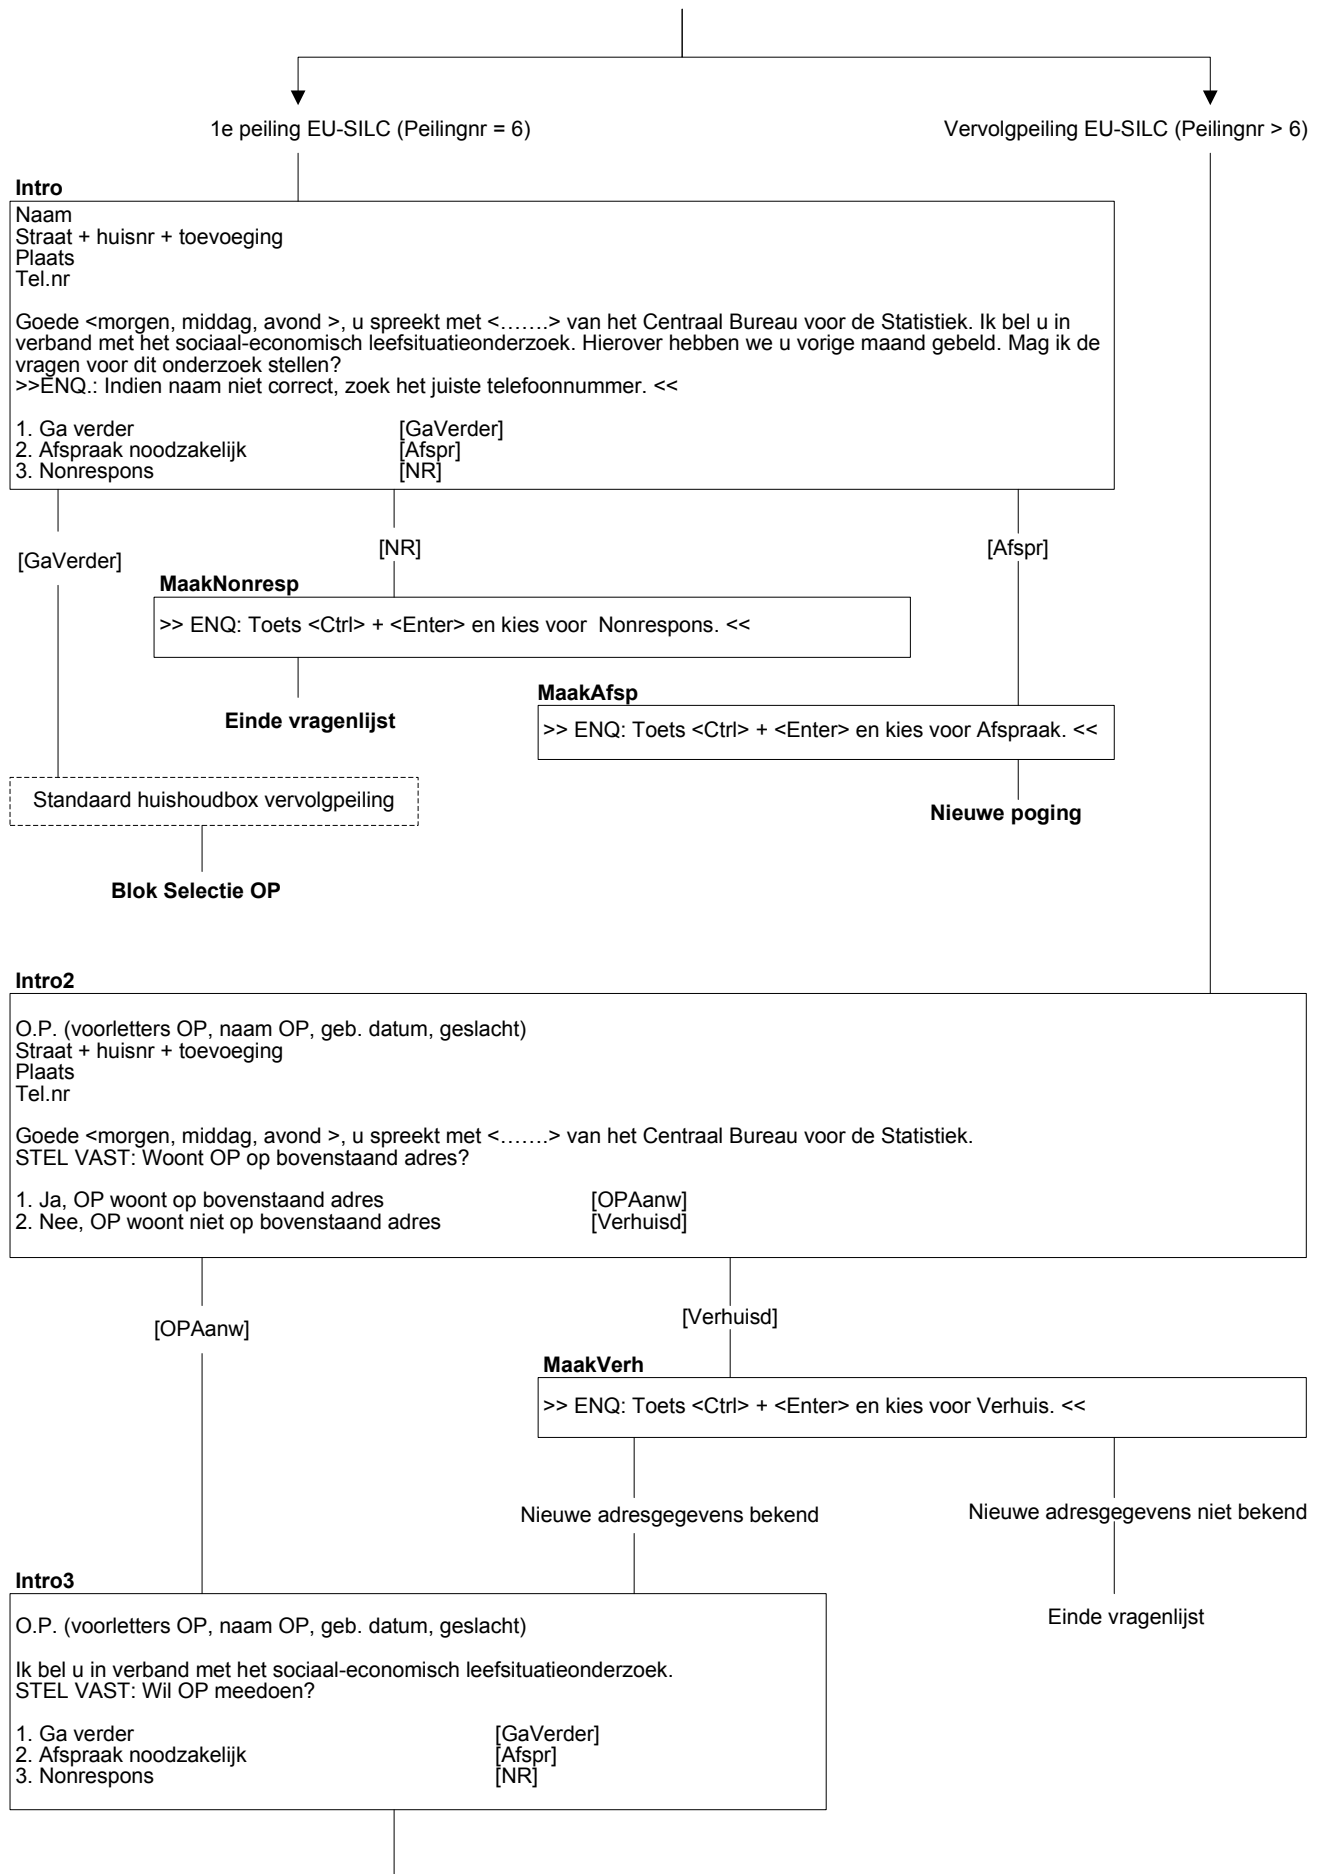 1e peiling EU-SILC (Peilingnr = 6)
Vervolgpeiling EU-SILC (Peilingnr > 6)
Intro
Naam
Straat + huisnr + toevoeging
Plaats
Tel.nr
Goede <morgen, middag, avond >, u spreekt met <…….> van het Centraal Bureau voor de Statistiek. Ik bel u in
verband met het sociaal-economisch leefsituatieonderzoek. Hierover hebben we u vorige maand gebeld. Mag ik de
vragen voor dit onderzoek stellen?
>>ENQ.: Indien naam niet correct, zoek het juiste telefoonnummer. <<
1. Ga verder [GaVerder]
2. Afspraak noodzakelijk [Afspr]
3. Nonrespons [NR]
[GaVerder]
[NR]
[Afspr]
MaakNonresp
>> ENQ: Toets <Ctrl> + <Enter> en kies voor  Nonrespons. <<
Einde vragenlijst
MaakAfsp
>> ENQ: Toets <Ctrl> + <Enter> en kies voor Afspraak. <<
Nieuwe poging
Standaard huishoudbox vervolgpeiling
Blok Selectie OP
Intro2
O.P. (voorletters OP, naam OP, geb. datum, geslacht)
Straat + huisnr + toevoeging
Plaats
Tel.nr
Goede <morgen, middag, avond >, u spreekt met <…….> van het Centraal Bureau voor de Statistiek.
STEL VAST: Woont OP op bovenstaand adres?
1. Ja, OP woont op bovenstaand adres [OPAanw]
2. Nee, OP woont niet op bovenstaand adres [Verhuisd]
[OPAanw]
[Verhuisd]
MaakVerh
>> ENQ: Toets <Ctrl> + <Enter> en kies voor Verhuis. <<
Nieuwe adresgegevens bekend
Nieuwe adresgegevens niet bekend
Einde vragenlijst
Intro3
O.P. (voorletters OP, naam OP, geb. datum, geslacht)
Ik bel u in verband met het sociaal-economisch leefsituatieonderzoek.
STEL VAST: Wil OP meedoen?
1. Ga verder [GaVerder]
2. Afspraak noodzakelijk [Afspr]
3. Nonrespons [NR]